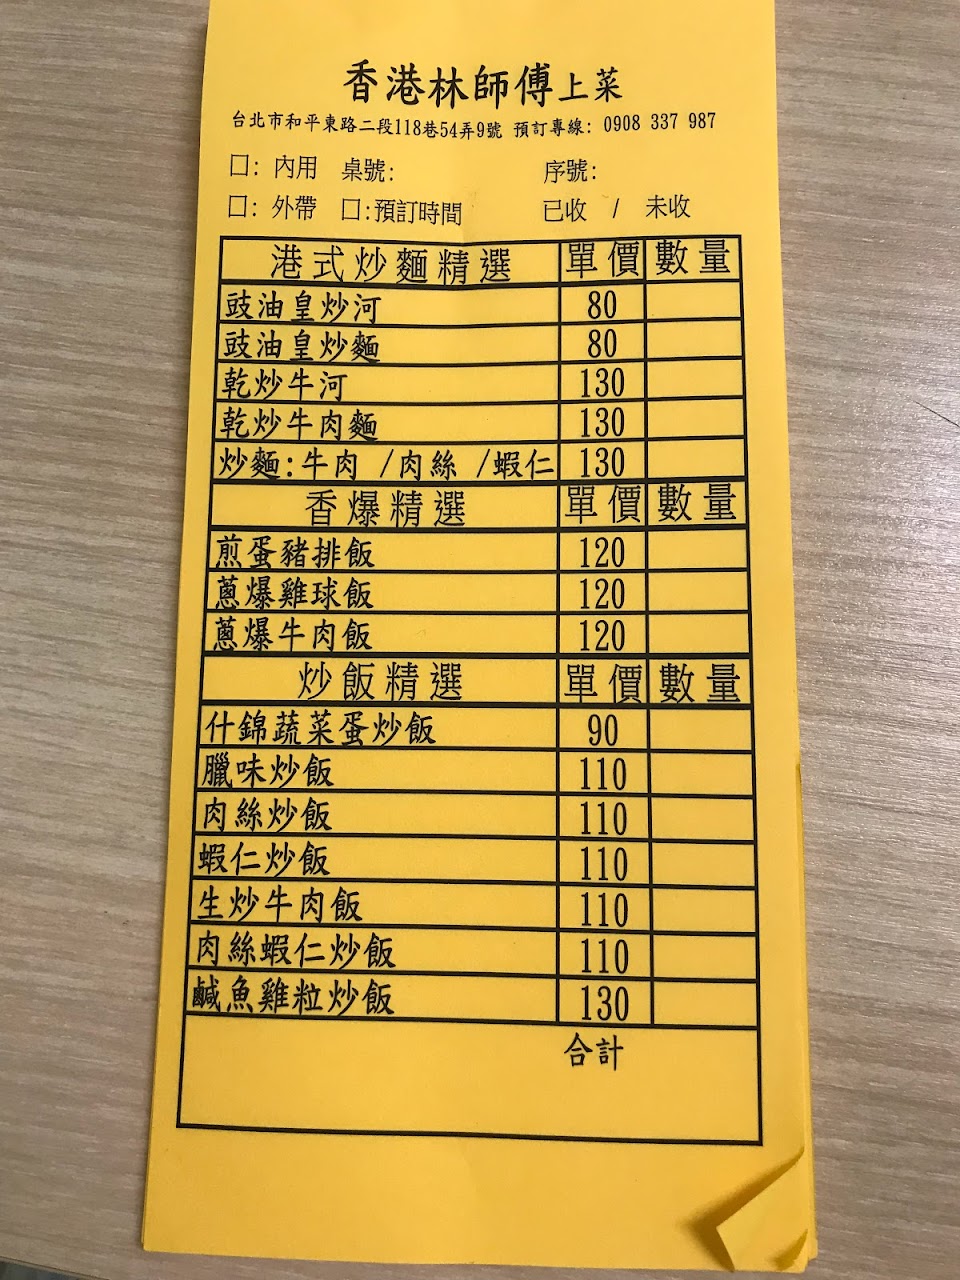 香港林師傅上菜
台北市和平東路二段118巷54弄9號 預訂專線: 0908 337 987
口: 內用 桌號: 序號:
口: 外帶 口:預訂時間 已收 / 未收
港式炒麵精選 單價 數量
豉油皇炒河 80
豉油皇炒麵 80
乾炒牛河 130
乾炒牛肉麵 130
炒麵:牛肉 /肉絲 /蝦仁 130
香爆精選 單價 數量
煎蛋豬排飯 120
蔥爆雞球飯 120
蔥爆牛肉飯 120
炒飯精選 單價 數量
什錦蔬菜蛋炒飯 90
臘味炒飯 110
肉絲炒飯 110
蝦仁炒飯 110
生炒牛肉飯 110
肉絲蝦仁炒飯 110
鹹魚雞粒炒飯 130
合計